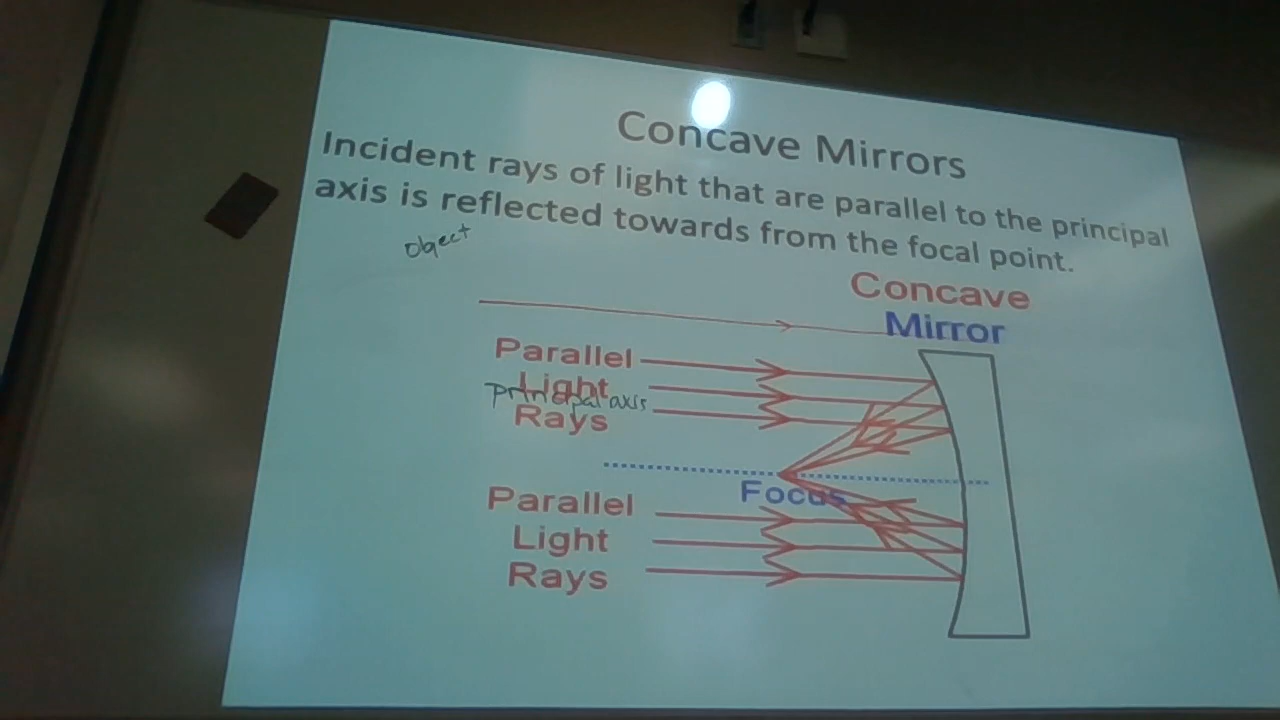 Concave Mirrors
Incident rays of light that are parallel to the principal
axis is reflected towards from the focal point.
object
Concave
Mirror
Parallel
Light
principal axis
Rays
Focus
Parallel
Light
Rays